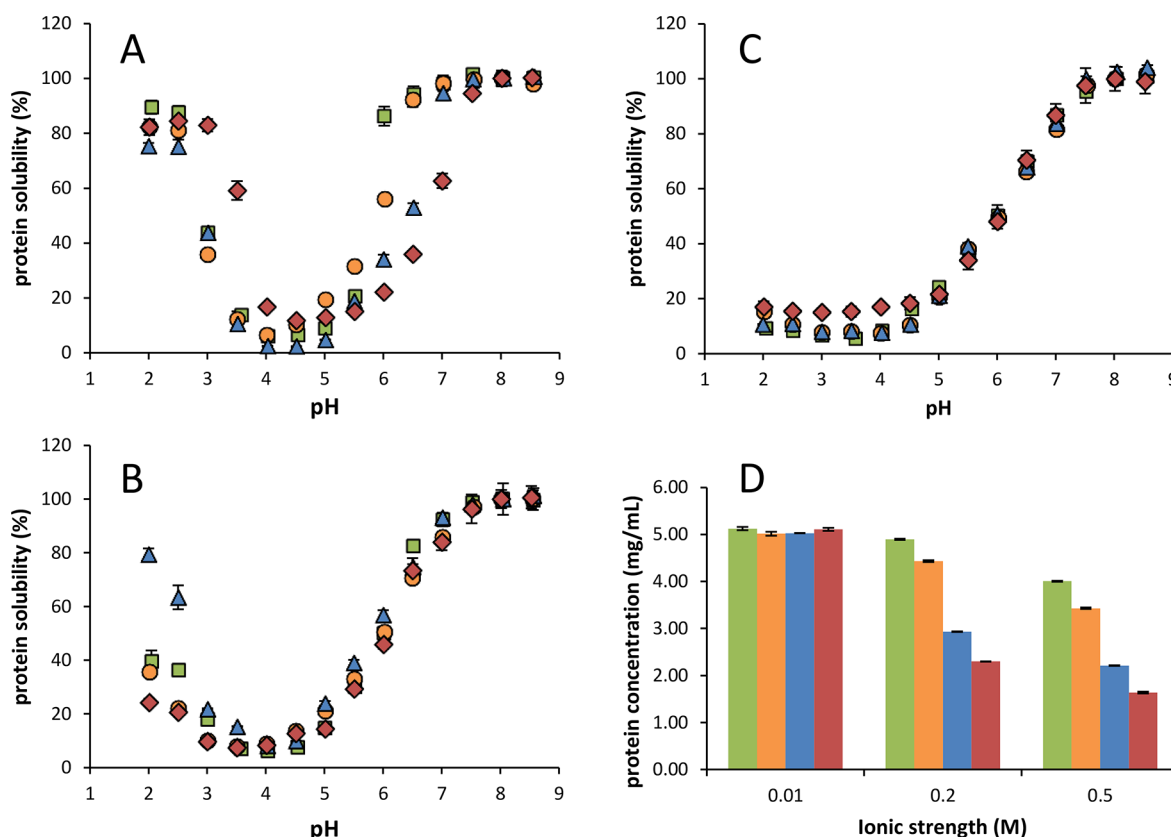 A
protein solubility (%)
120
100
80
60
40
20
0
1 2 3 4 5 6 7 8 9
pH
C
protein solubility (%)
120
100
80
60
40
20
0
1 2 3 4 5 6 7 8 9
pH
B
protein solubility (%)
120
100
80
60
40
20
0
1 2 3 4 5 6 7 8 9
pH
D
protein concentration (mg/mL)
6.00
5.00
4.00
3.00
2.00
1.00
0.00
0.01 0.2 0.5
Ionic strength (M)